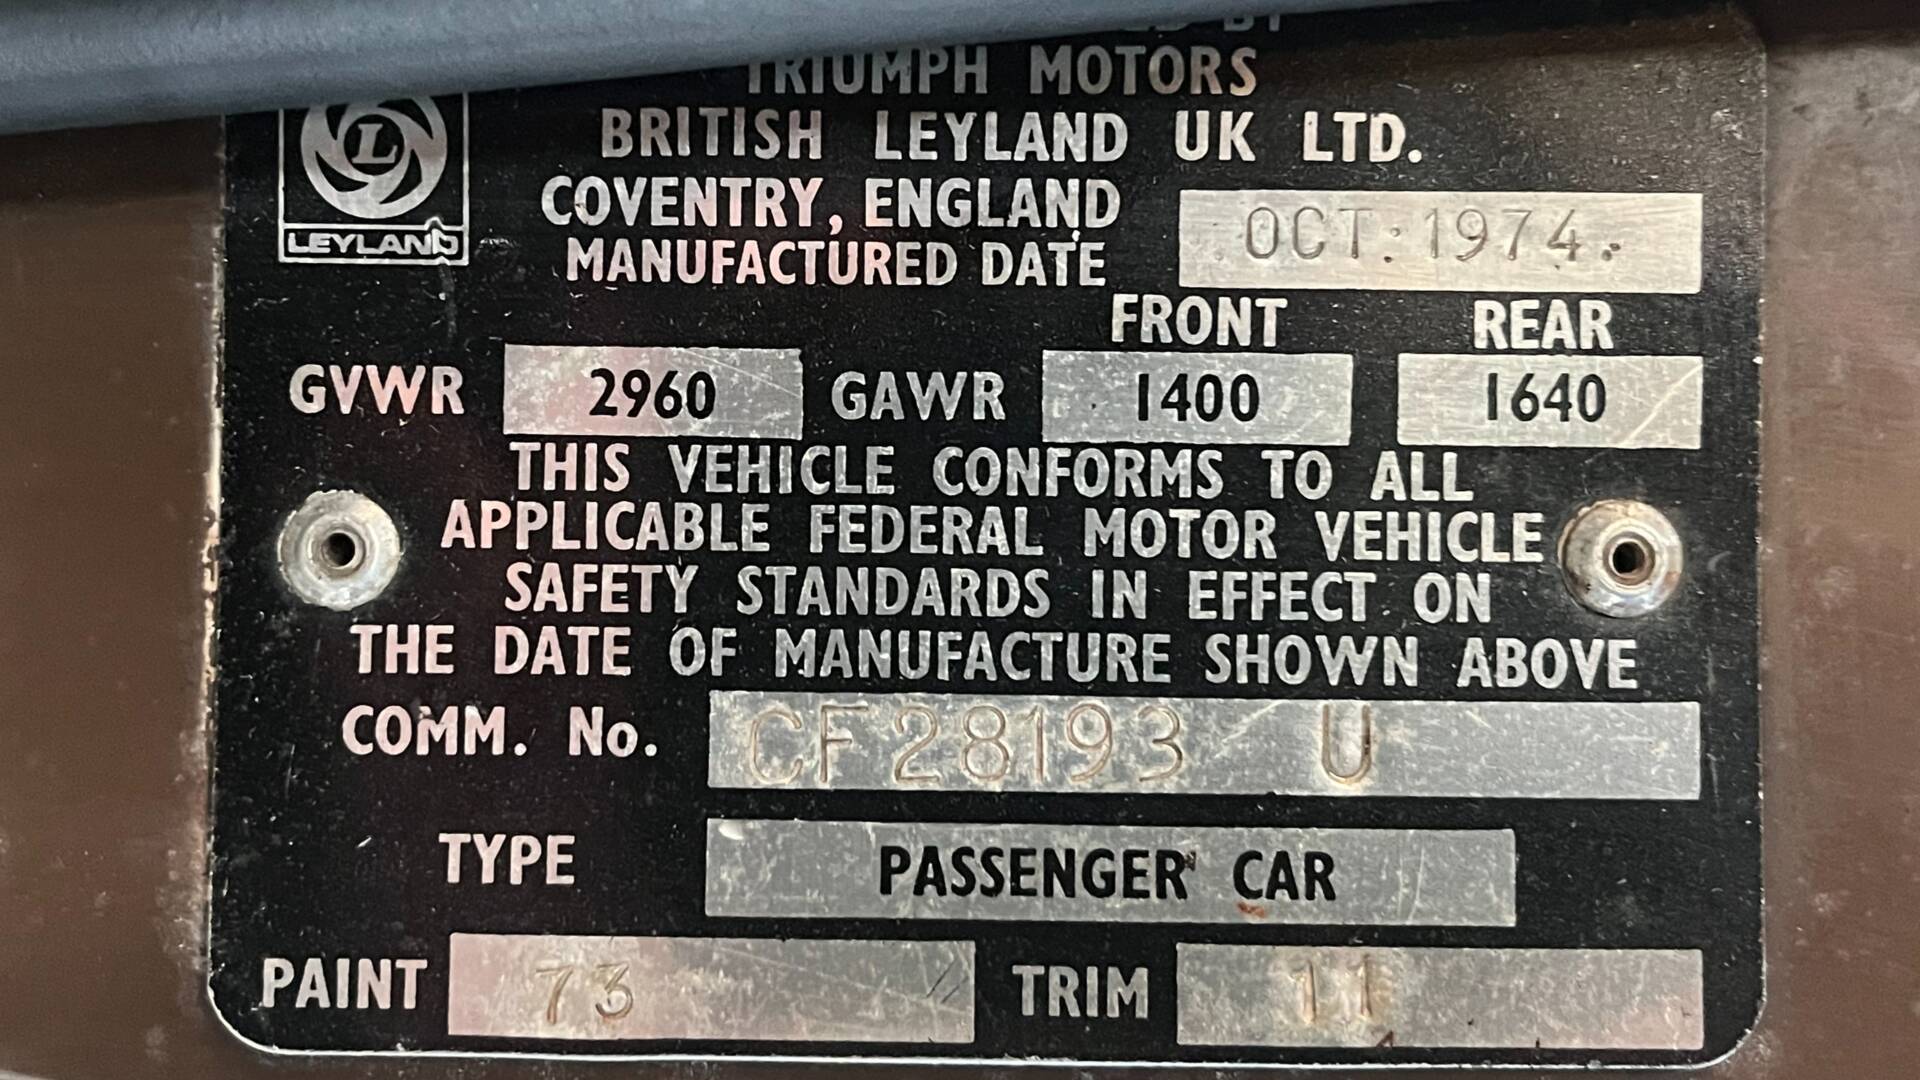 TRIUMPH MOTORS
BRITISH LEYLAND UK LTD.
L
LEYLAND
COVENTRY, ENGLAND
MANUFACTURED DATE OCT. 1974.
FRONT REAR
GVWR 2960 GAWR 1400 1640
THIS VEHICLE CONFORMS TO ALL
APPLICABLE FEDERAL MOTOR VEHICLE
SAFETY STANDARDS IN EFFECT ON
THE DATE OF MANUFACTURE SHOWN ABOVE
COMM. No. CF28193 U
TYPE PASSENGER CAR
PAINT 73 TRIM 11